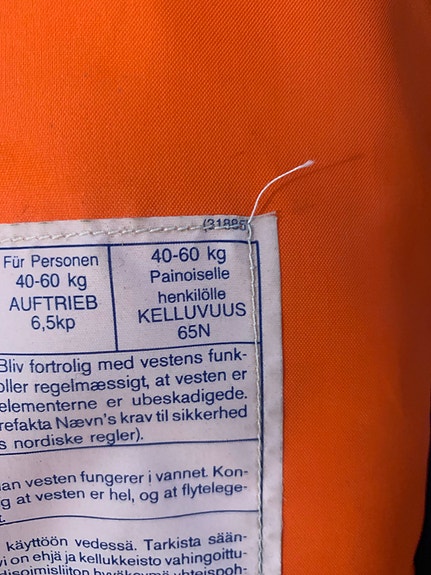 (31885
Für Personen
40-60 kg
AUFTRIEB
6,5kp
40-60 kg
Painoiselle
henkilölle
KELLUVUUS
65N
Bliv fortrolig med vestens funk-
oller regelmæssigt, at vesten er
elementerne er ubeskadigede.
refakta Nævn's krav til sikkerhed
s nordiske regler).
an vesten fungerer i vannet. Kon-
g at vesten er hel, og at flytelege-
t.
käyttöön vedessä. Tarkista sään-
vi on ehjä ja kellukkeisto vahingoittu-